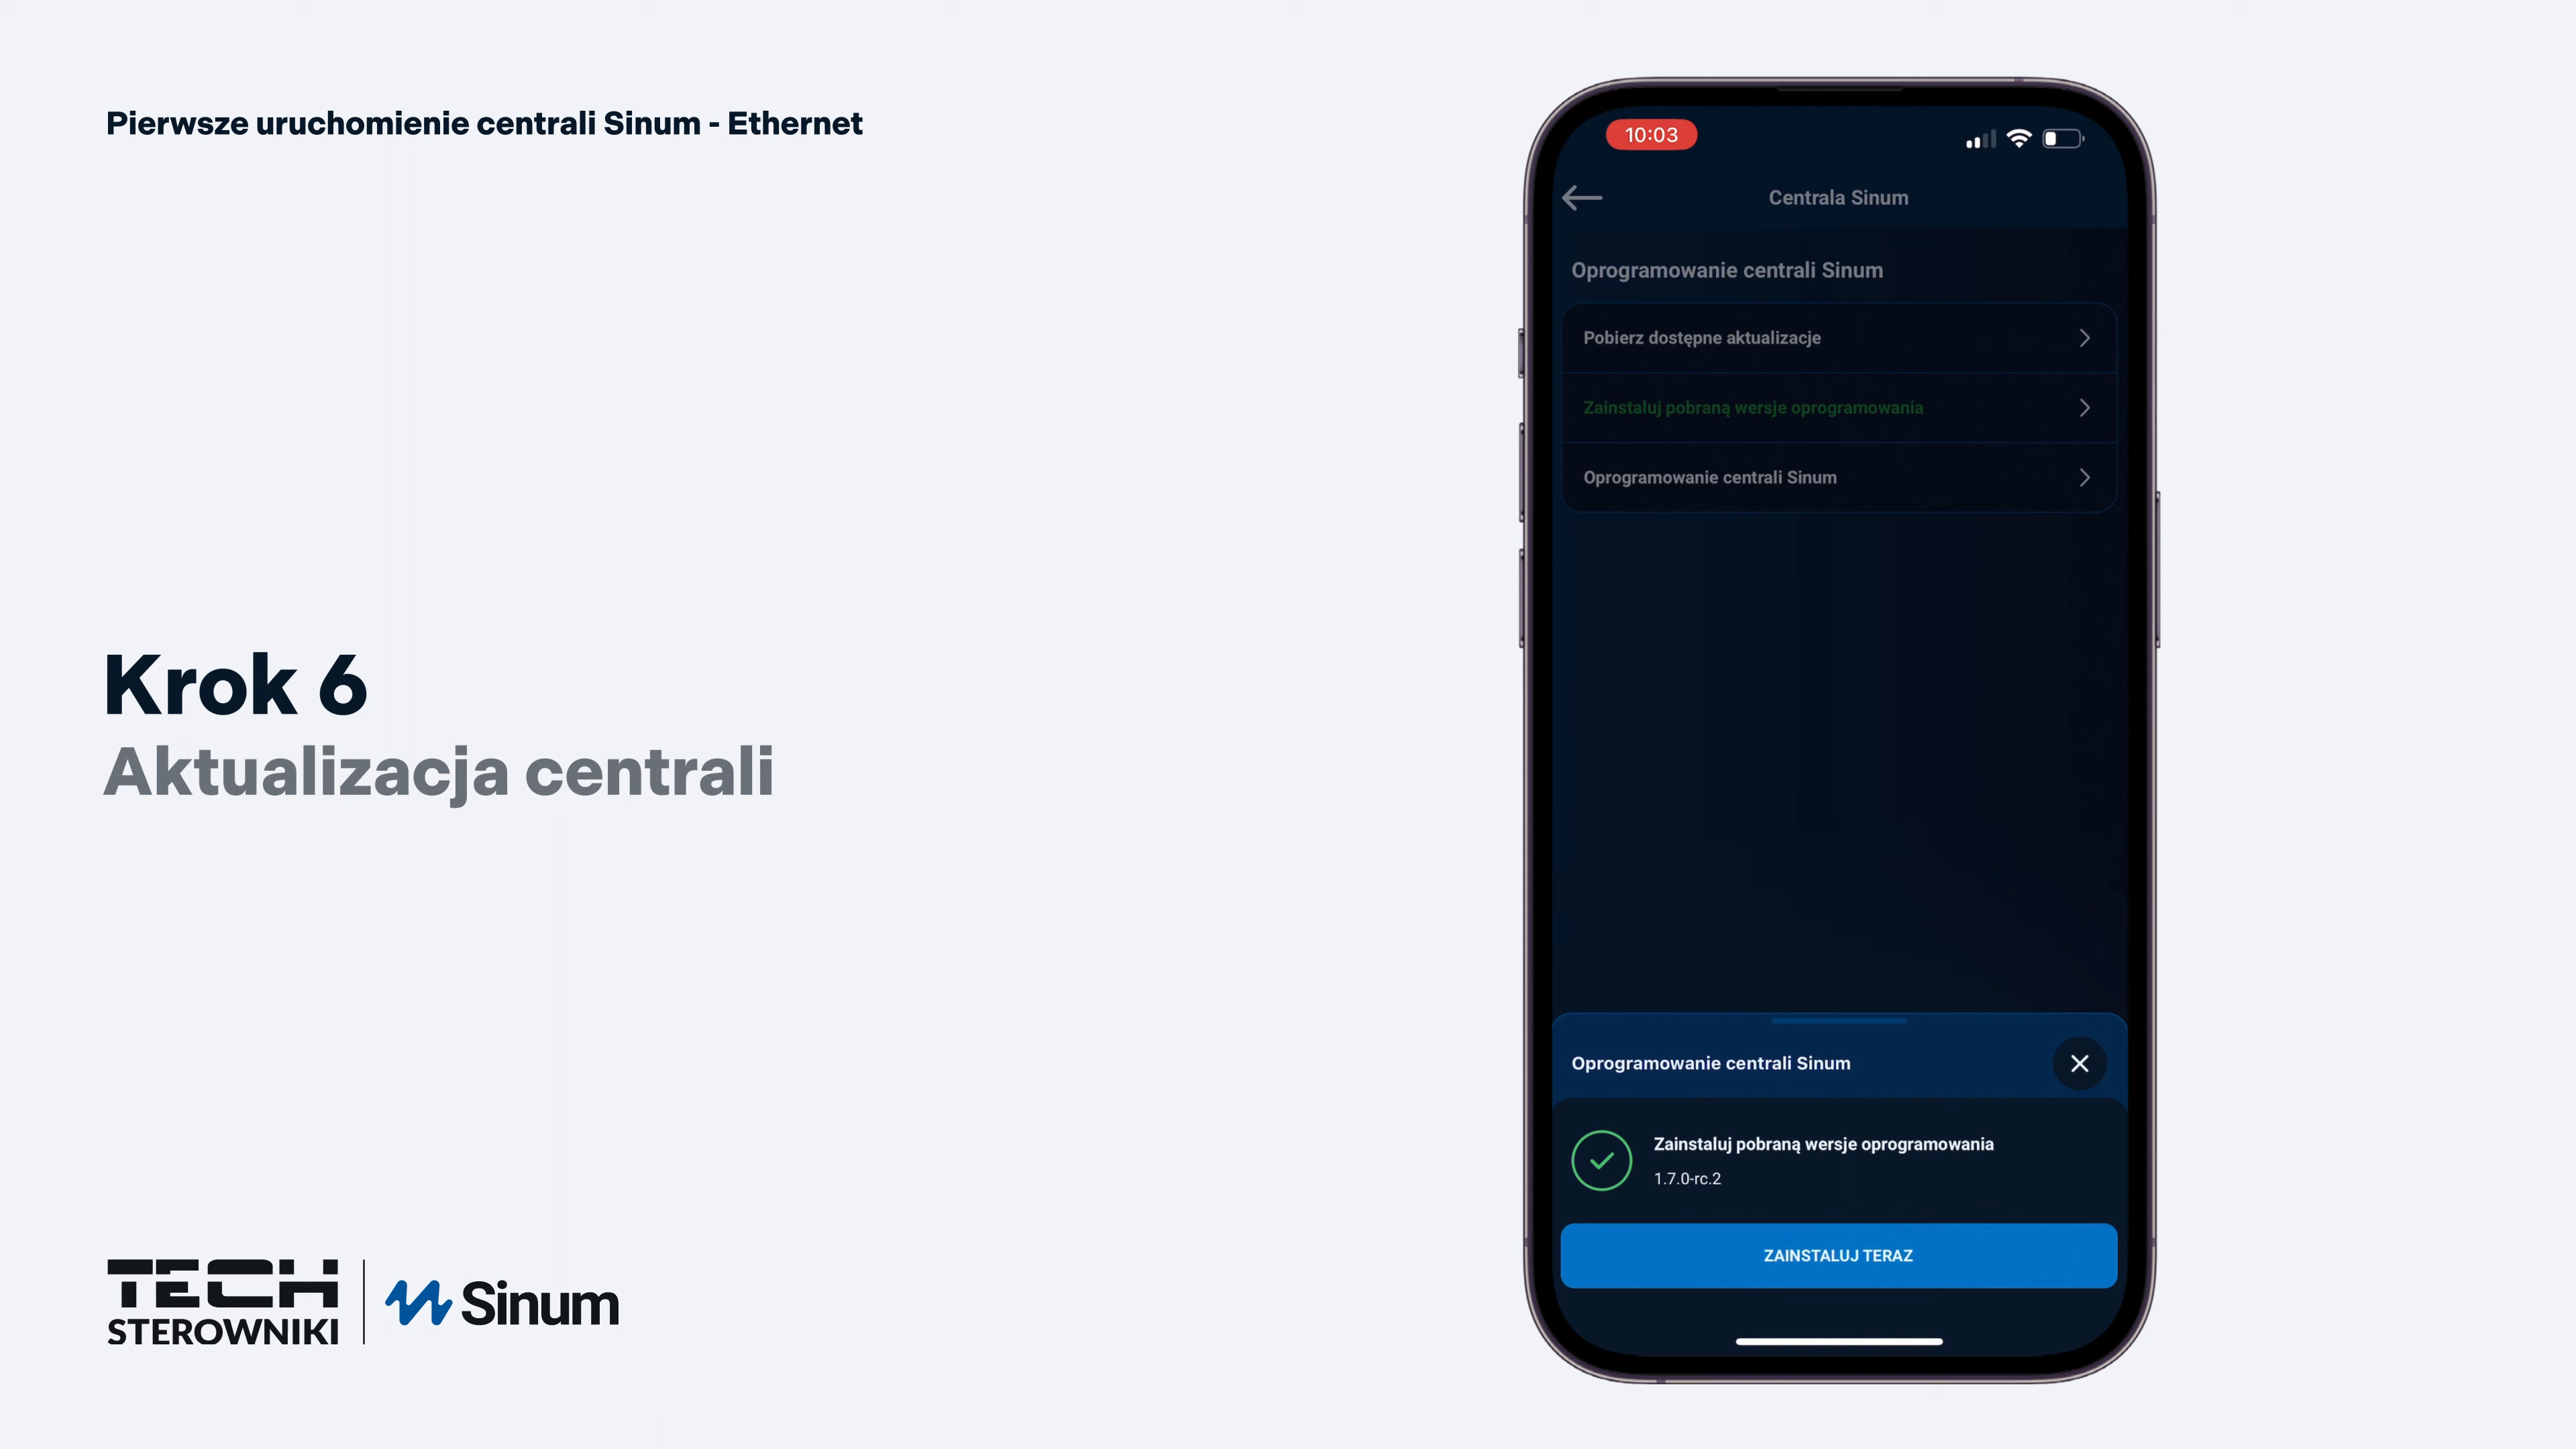 Pierwsze uruchomienie centrali Sinum - Ethernet
Krok 6
Aktualizacja centrali
TECH
STEROWNIKI
Sinum
10:03
Centrala Sinum
Oprogramowanie centrali Sinum
Pobierz dostępne aktualizacje
Zainstaluj pobraną wersje oprogramowania
Oprogramowanie centrali Sinum
Oprogramowanie centrali Sinum
Zainstaluj pobraną wersje oprogramowania
1.7.0-rc.2
ZAINSTALUJ TERAZ